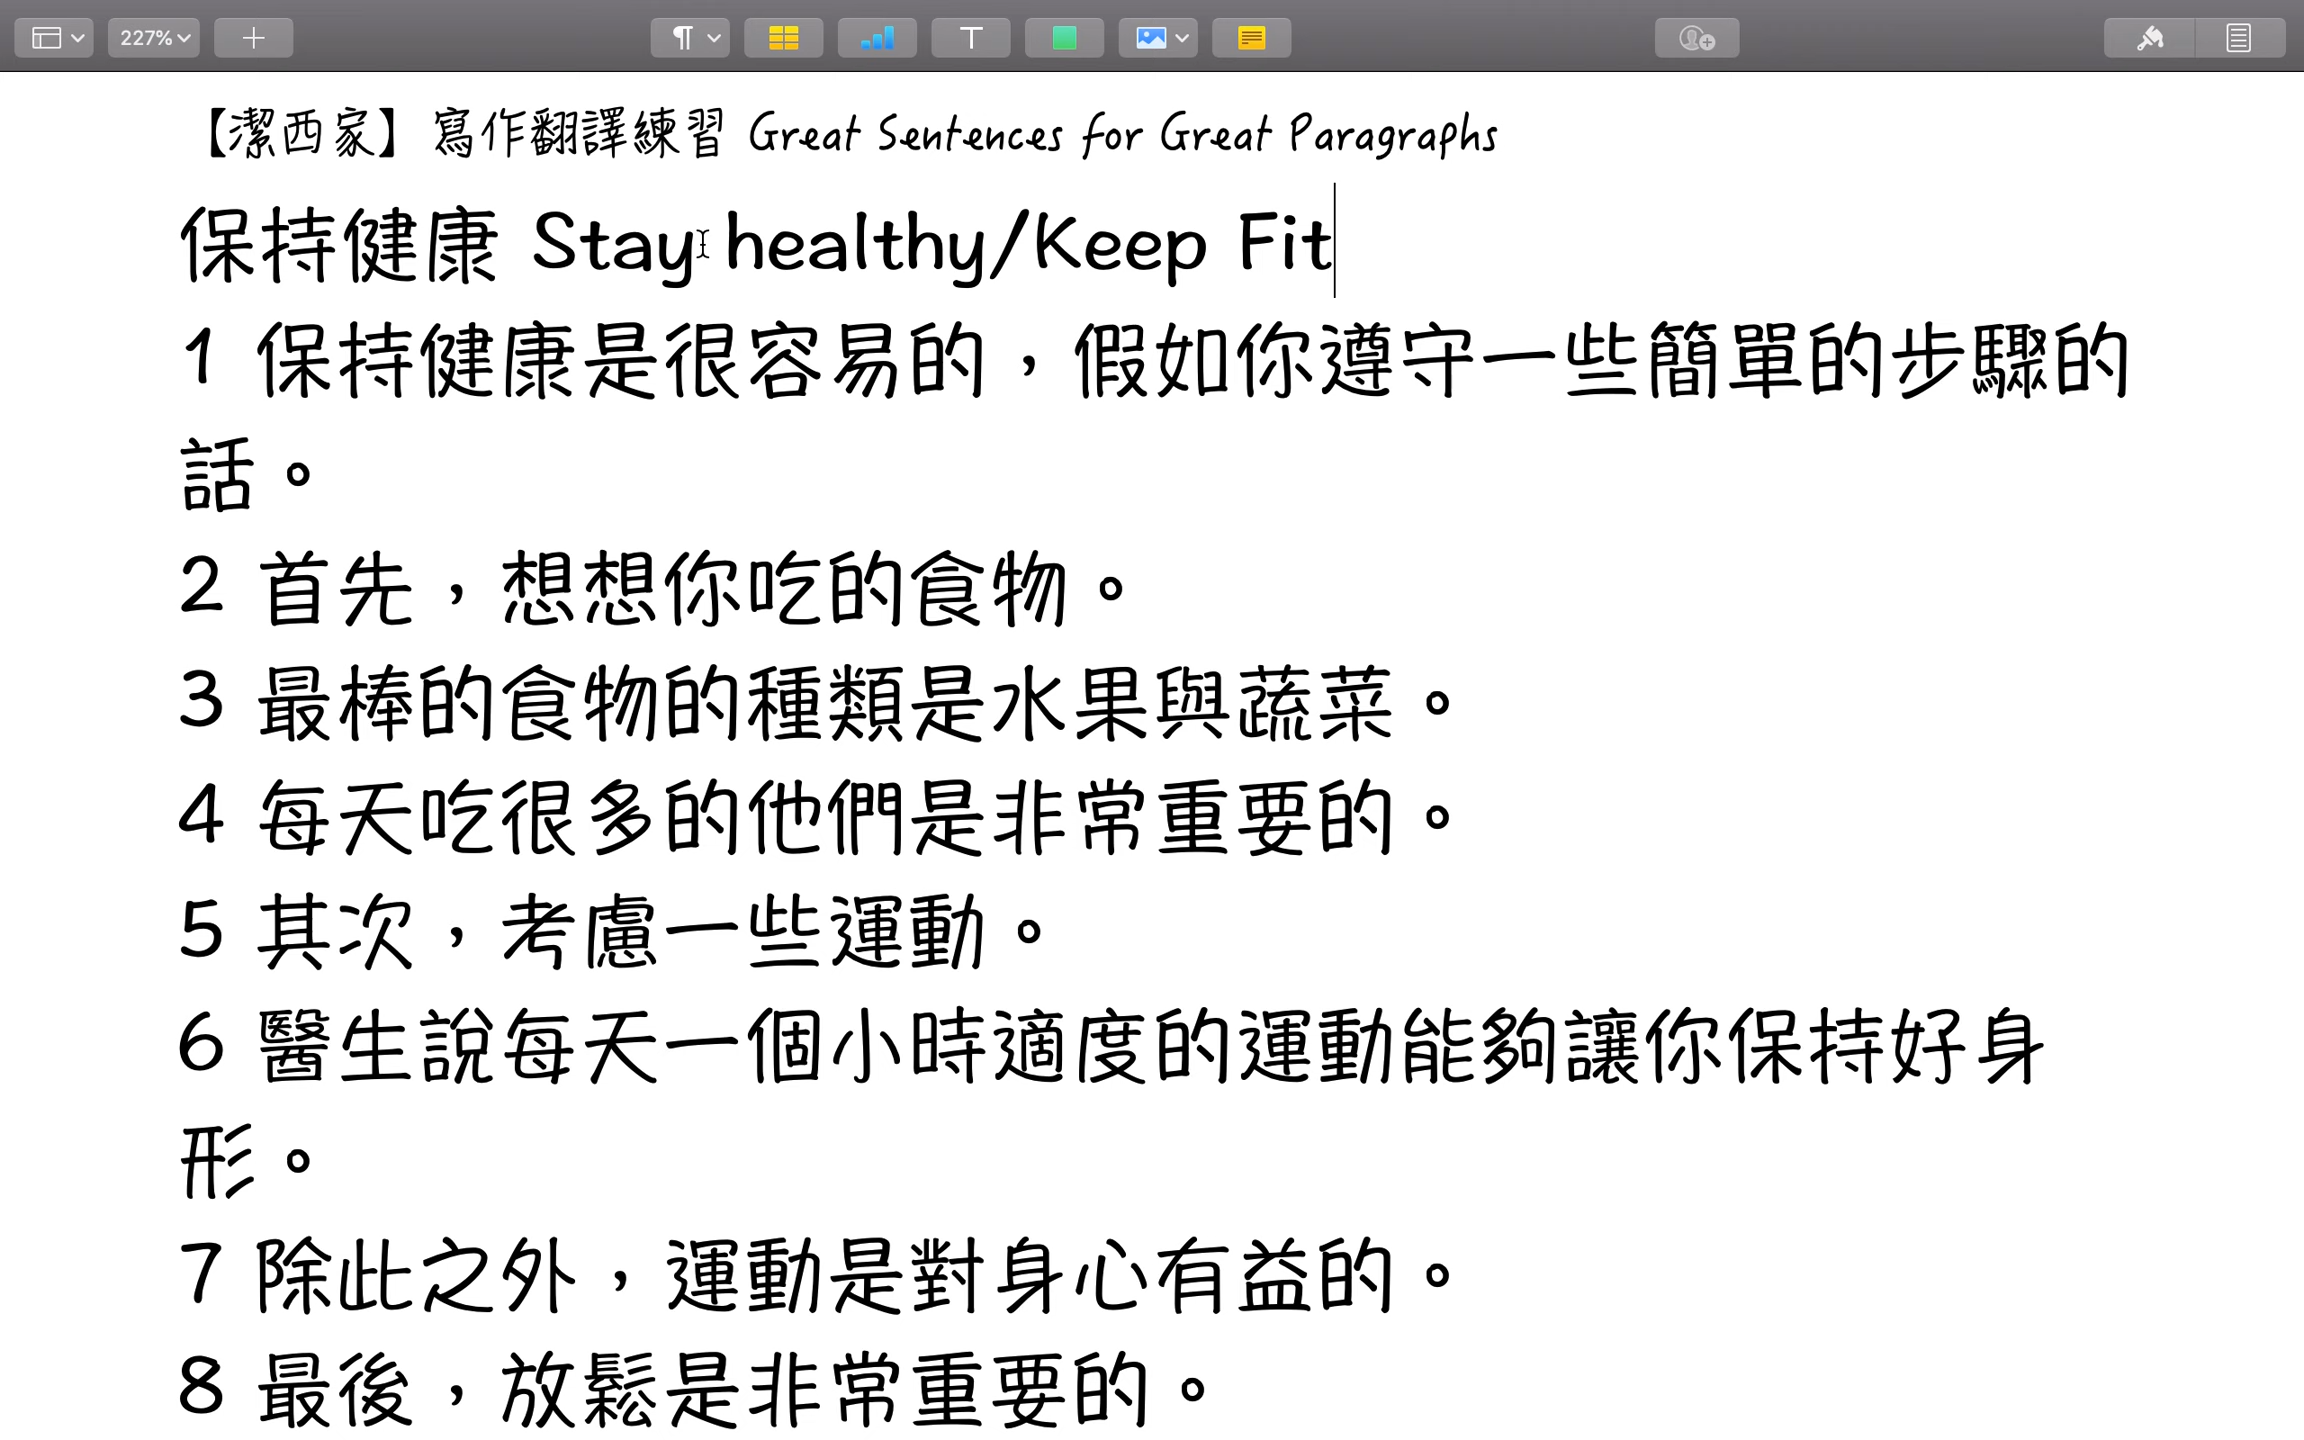 227%
【潔西家】 寫作翻譯練習 Great Sentences for Great Paragraphs
保持健康 Stay healthy/Keep Fit
1 保持健康是很容易的，假如你遵守一些簡單的步驟的
話。
2 首先，想想你吃的食物。
3 最棒的食物的種類是水果與蔬菜。
4 每天吃很多的他們是非常重要的。
5 其次，考慮一些運動。
6 醫生說每天一個小時適度的運動能夠讓你保持好身
形。
7 除此之外，運動是對身心有益的。
8 最後，放鬆是非常重要的。